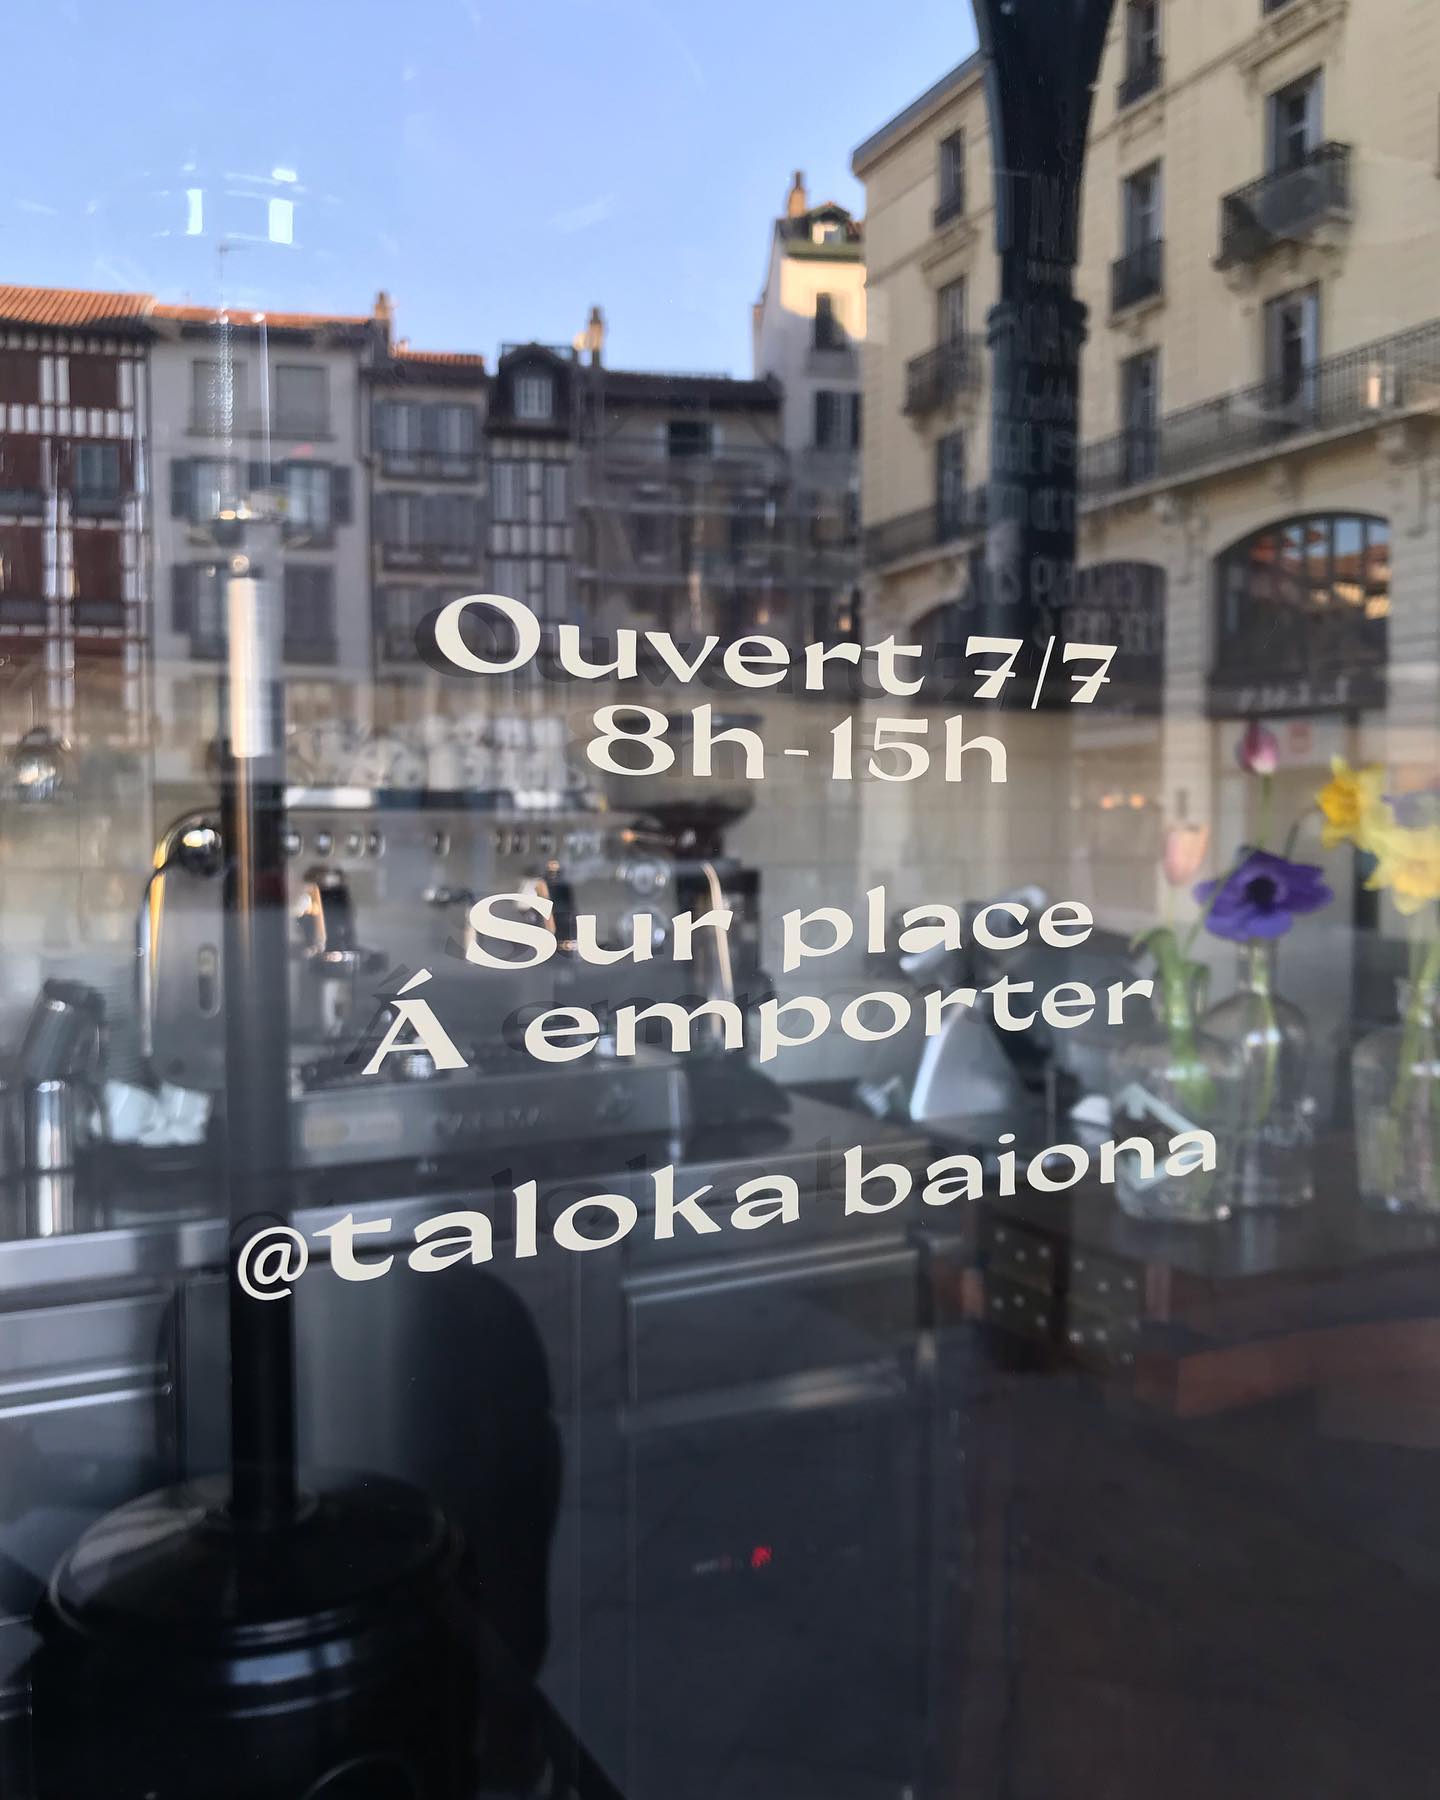 Ouvert 7/7
8h-15h
Sur place
Á emporter
@taloka baiona